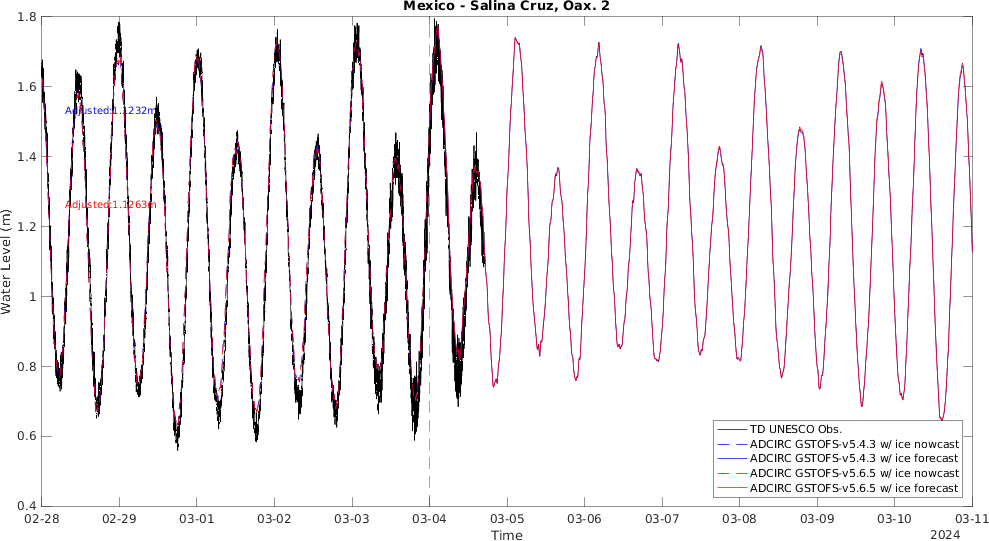 Mexico - Salina Cruz, Oax. 2
1.8
1.6
1.4
1.2
1
0.8
0.6
0.4
Water Level (m)
Adjusted:1.1232m
Adjusted:1.1263m
TD UNESCO Obs.
ADCIRC GSTOFS-v5.4.3 w/ ice nowcast
ADCIRC GSTOFS-v5.4.3 w/ ice forecast
ADCIRC GSTOFS-v5.6.5 w/ ice nowcast
ADCIRC GSTOFS-v5.6.5 w/ ice forecast
02-28 02-29 03-01 03-02 03-03 03-04 03-05 03-06 03-07 03-08 03-09 03-10 03-11
Time
2024